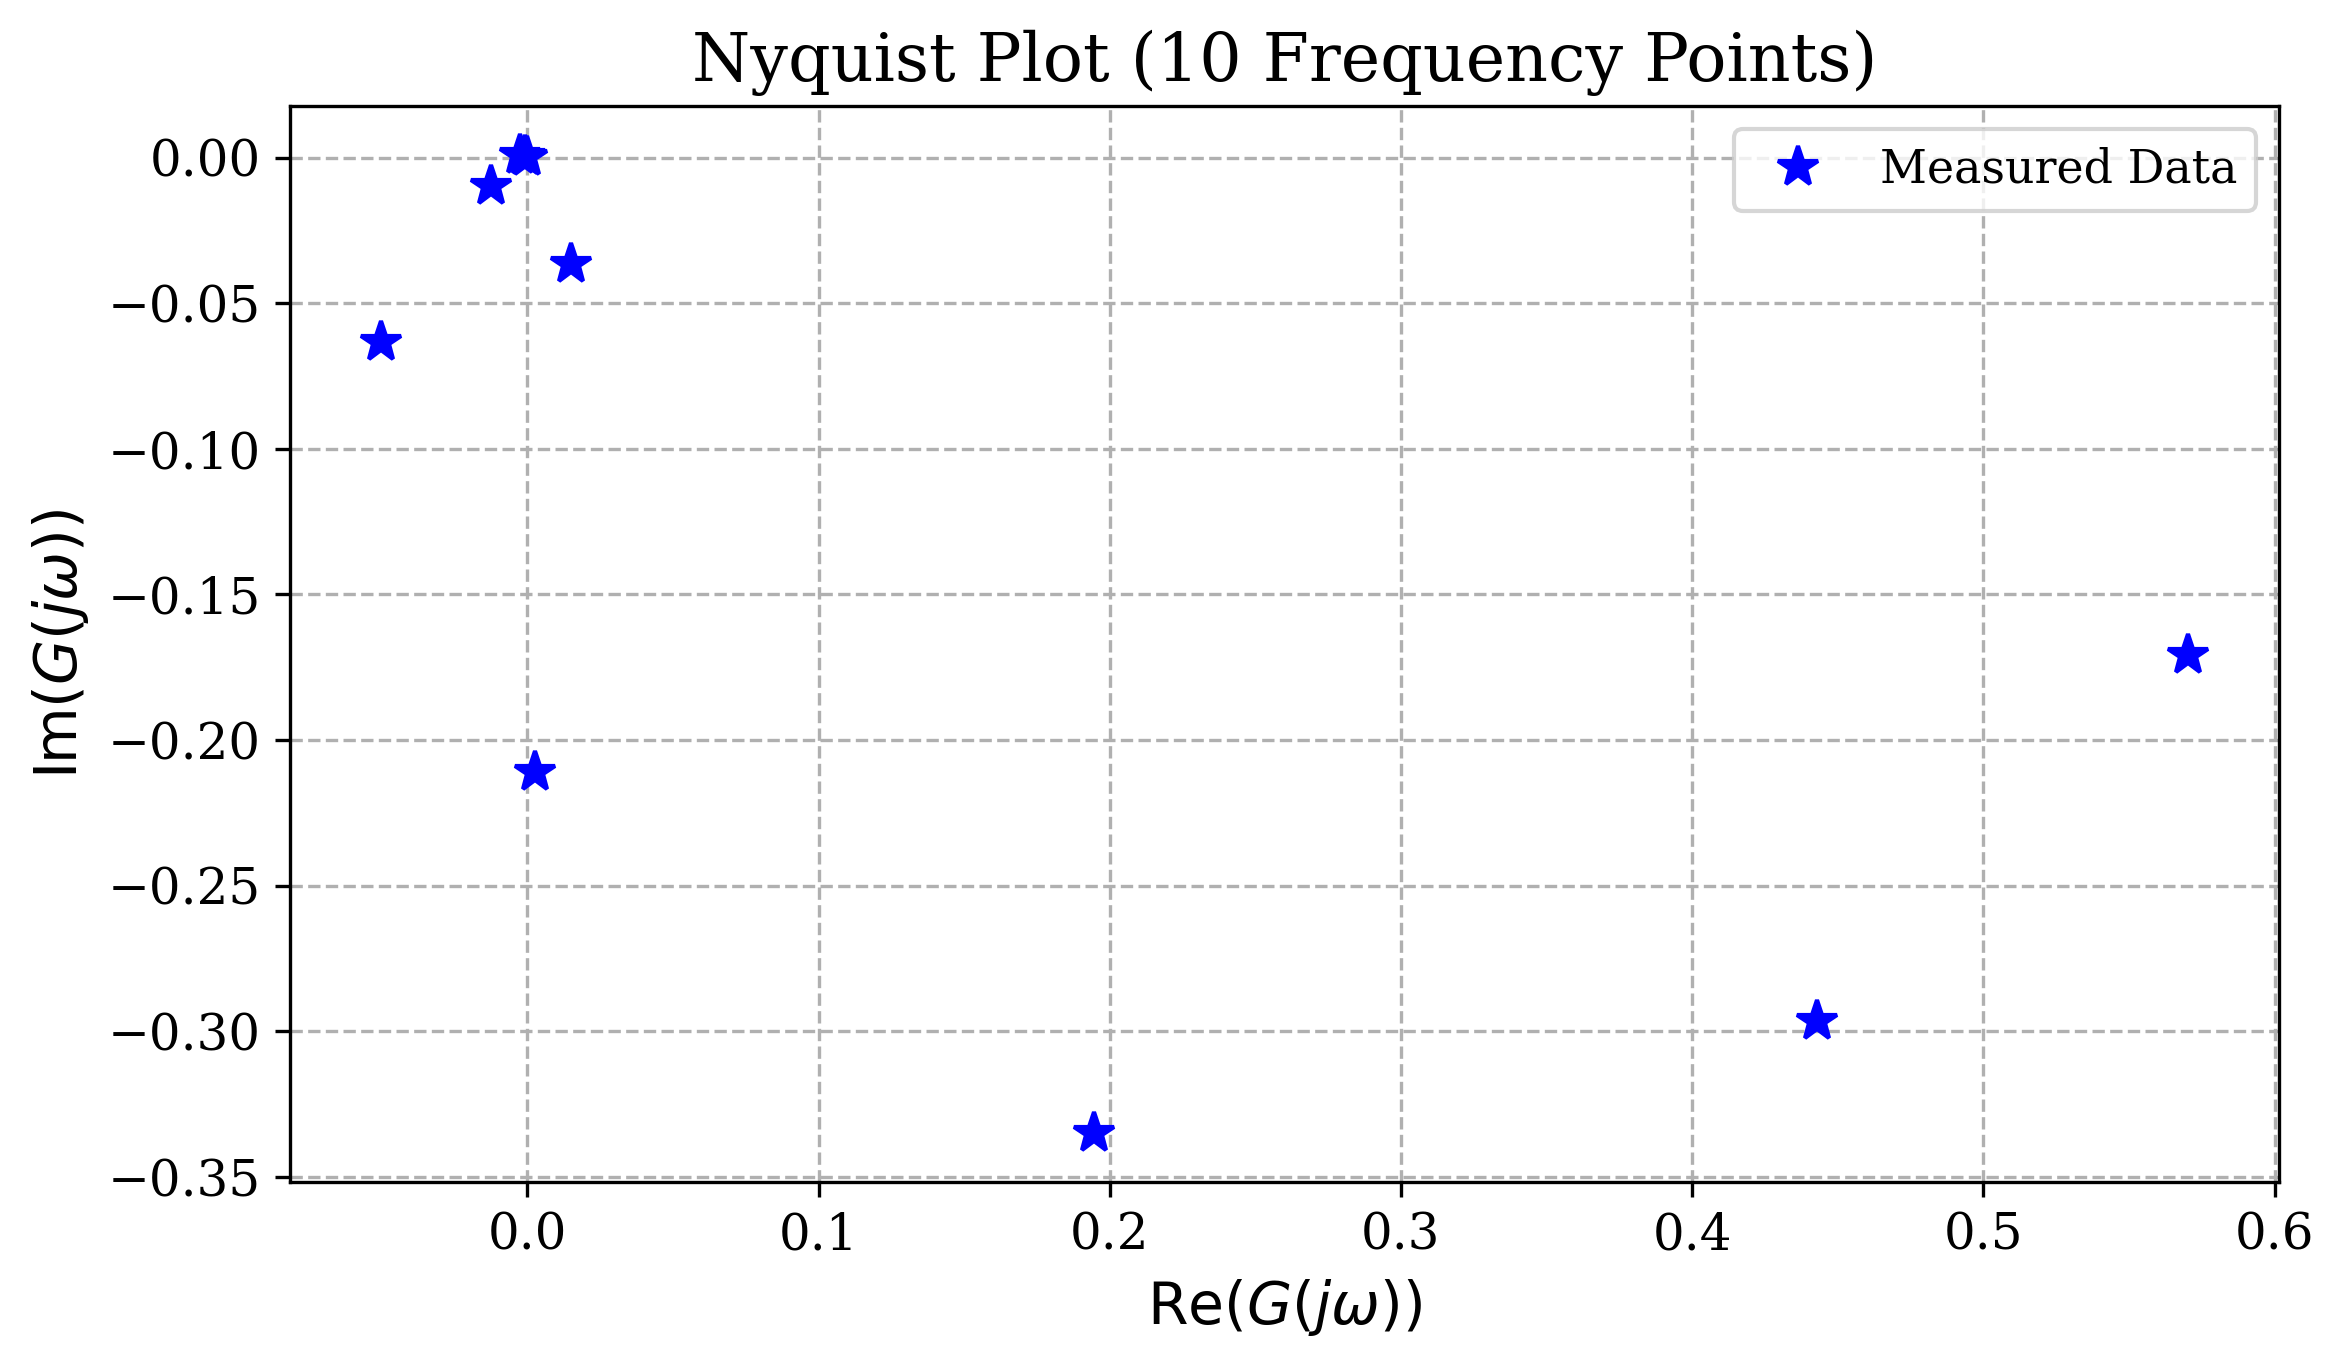 Nyquist Plot (10 Frequency Points)
Measured Data
Im(G(jω))
0.00
−0.05
−0.10
−0.15
−0.20
−0.25
−0.30
−0.35
0.0 0.1 0.2 0.3 0.4 0.5 0.6
Re(G(jω))